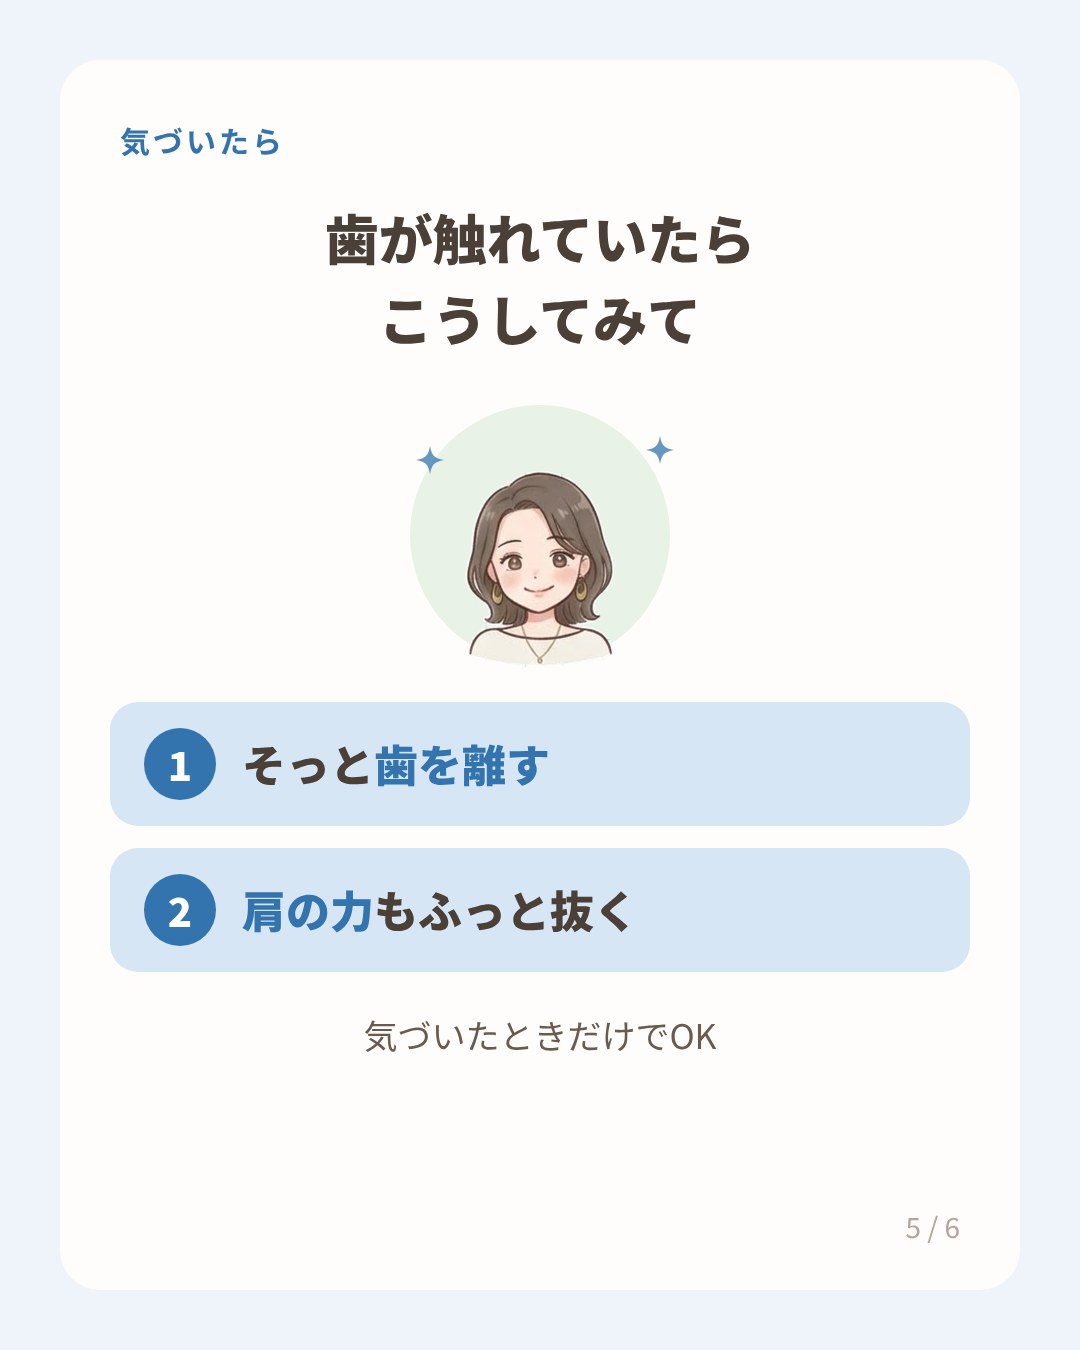 気づいたら
歯が触れていたら
こうしてみて
1 そっと歯を離す
2 肩の力もふっと抜く
気づいたときだけでOK
5 / 6